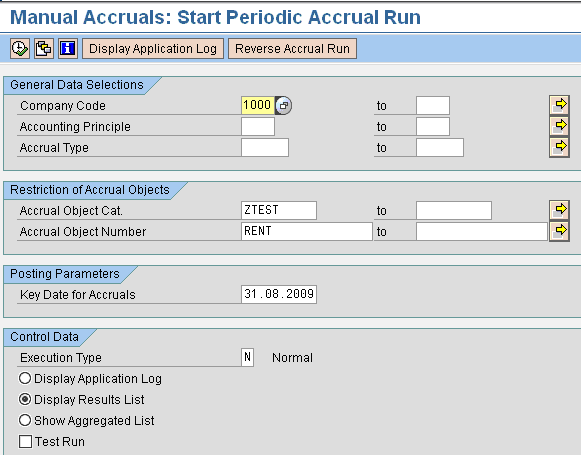 Manual Accruals: Start Periodic Accrual Run
Display Application Log Reverse Accrual Run
General Data Selections
Company Code 1000 to
Accounting Principle to
Accrual Type to
Restriction of Accrual Objects
Accrual Object Cat. ZTEST to
Accrual Object Number RENT to
Posting Parameters
Key Date for Accruals 31.08.2009
Control Data
Execution Type N Normal
Display Application Log
Display Results List
Show Aggregated List
Test Run